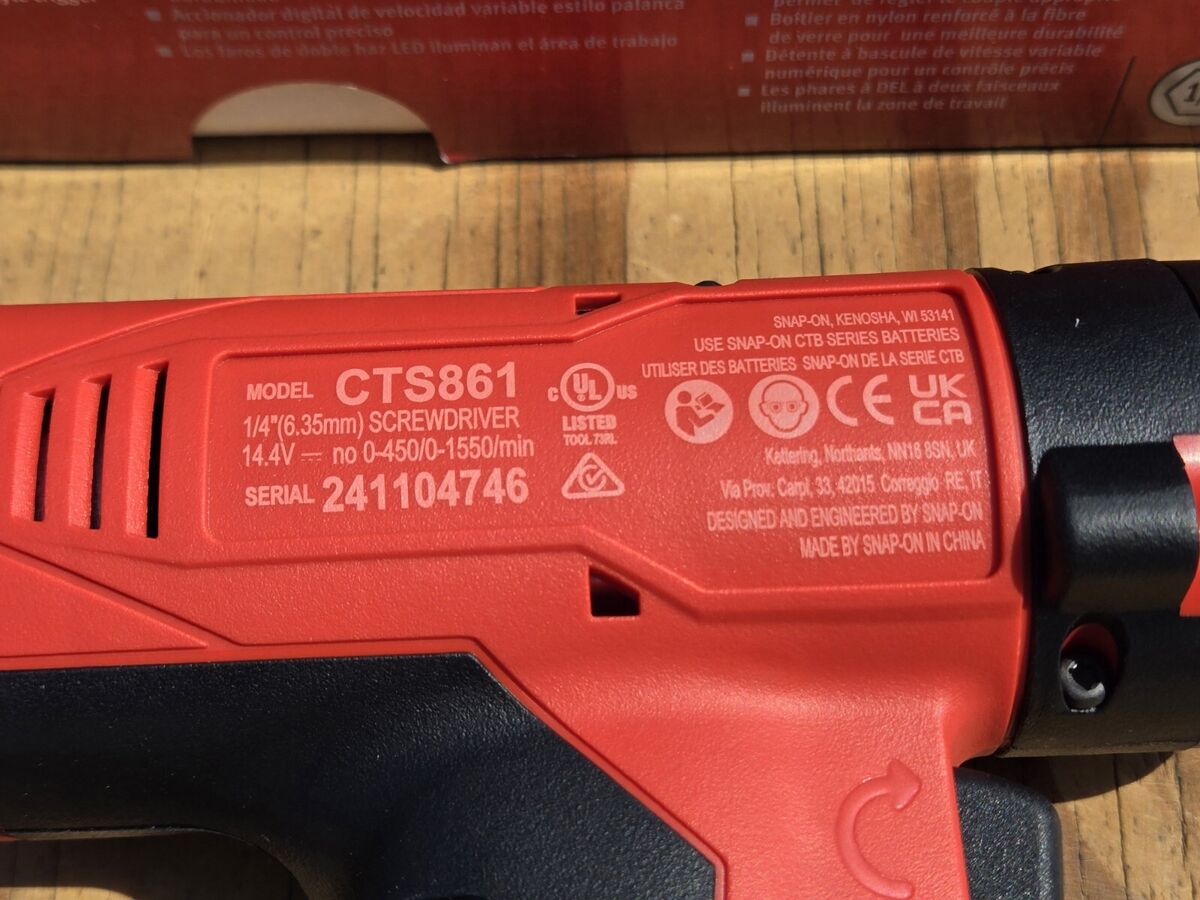 Accionador digital de velocidad variable estilo palanca
para un control preciso
Los faros de doble haz LED iluminan el área de trabajo
Boîtier en nylon renforcé à la fibre
de verre pour une meilleure durabilité
Détente à bascule de vitesse variable
numérique pour un contrôle précis
Les phares à DEL à deux faisceaux
illuminent la zone de travail
SNAP-ON, KENOSHA, WI 53141
USE SNAP-ON CTB SERIES BATTERIES
UTILISER DES BATTERIES SNAP-ON DE LA SERIE CTB
MODEL CTS861
1/4"(6.35mm) SCREWDRIVER
14.4V ⎓ no 0-450/0-1550/min
SERIAL 241104746
C UL US
LISTED
TOOL 73RL
CE
UK
CA
Kettering, Northants, NN16 8SN, UK
Via Prov. Carpi, 33, 42015 Correggio RE, IT
DESIGNED AND ENGINEERED BY SNAP-ON
MADE BY SNAP-ON IN CHINA